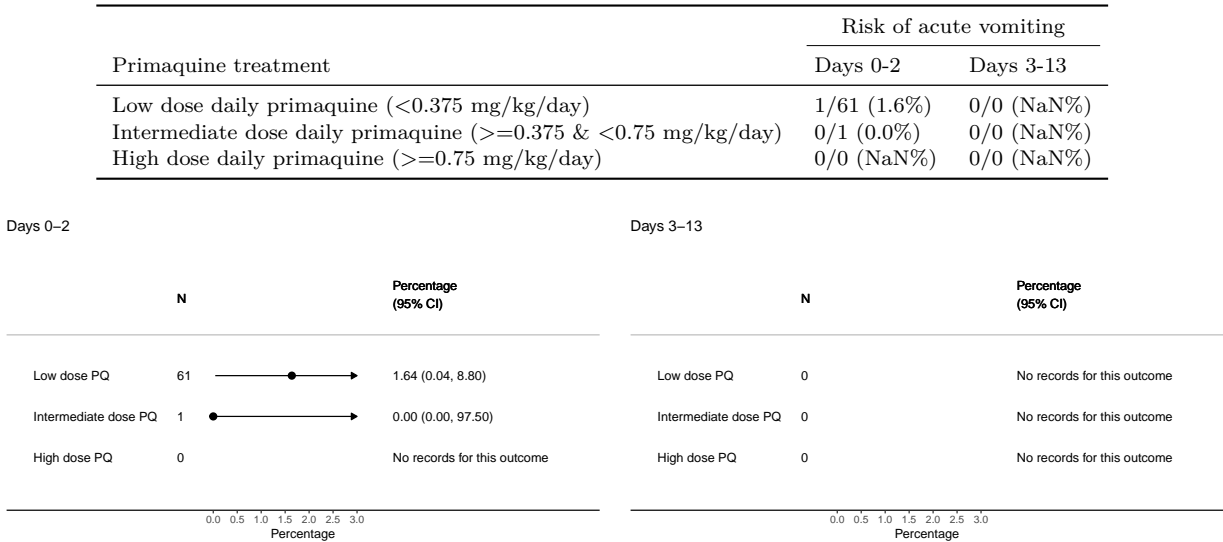 Risk of acute vomiting
Primaquine treatment Days 0-2 Days 3-13
Low dose daily primaquine (<0.375 mg/kg/day) 1/61 (1.6%) 0/0 (NaN%)
Intermediate dose daily primaquine (>=0.375 & <0.75 mg/kg/day) 0/1 (0.0%) 0/0 (NaN%)
High dose daily primaquine (>=0.75 mg/kg/day) 0/0 (NaN%) 0/0 (NaN%)
Days 0–2
N Percentage
(95% CI)
Low dose PQ 61 1.64 (0.04, 8.80)
Intermediate dose PQ 1 0.00 (0.00, 97.50)
High dose PQ 0 No records for this outcome
0.0 0.5 1.0 1.5 2.0 2.5 3.0
Percentage
Days 3–13
N Percentage
(95% CI)
Low dose PQ 0 No records for this outcome
Intermediate dose PQ 0 No records for this outcome
High dose PQ 0 No records for this outcome
0.0 0.5 1.0 1.5 2.0 2.5 3.0
Percentage